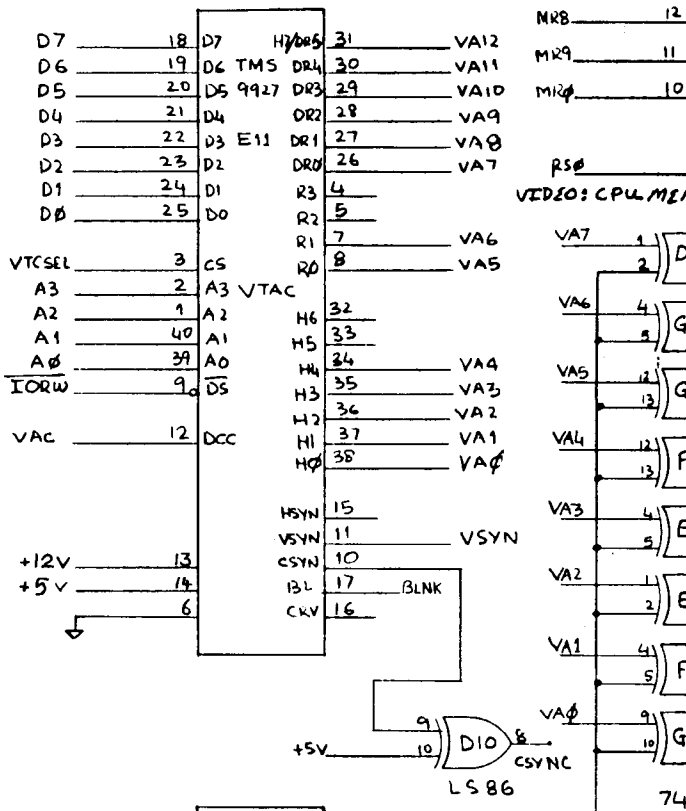 D7 18 D7 H7/DR5 31 VA12
D6 19 D6 TMS DR4 30 VA11
D5 20 D5 9927 DR3 29 VA10
D4 21 D4 DR2 28 VA9
D3 22 D3 E11 DR1 27 VA8
D2 23 D2 DR0 26 VA7
D1 24 D1 R3 4
DØ 25 D0 R2 5
R1 7 VA6
VTCSEL 3 CS RØ 8 VA5
A3 2 A3 VTAC
A2 1 A2 H6 32
A1 40 A1 H5 33
AØ 39 A0 H4 34 VA4
IORW 9 DS H3 35 VA3
H2 36 VA2
VAC 12 DCC H1 37 VA1
HØ 38 VAØ
HSYN 15
VSYN 11 VSYN
+12V 13 CSYN 10
+5V 14 BL 17 BLNK
6 CRV 16
9
+5V 10 D10 8
CSYNC
LS86
MR8 12
MR9 11
MRØ 10
RSØ
VIDEO: CPU MEM
VA7 1 D
2
VA6 4 G
5
VA5 12 G
13
VA4 12 F
13
VA3 4 E
5
VA2 1 E
2
VA1 4 F
5
VAØ 9 G
10
74